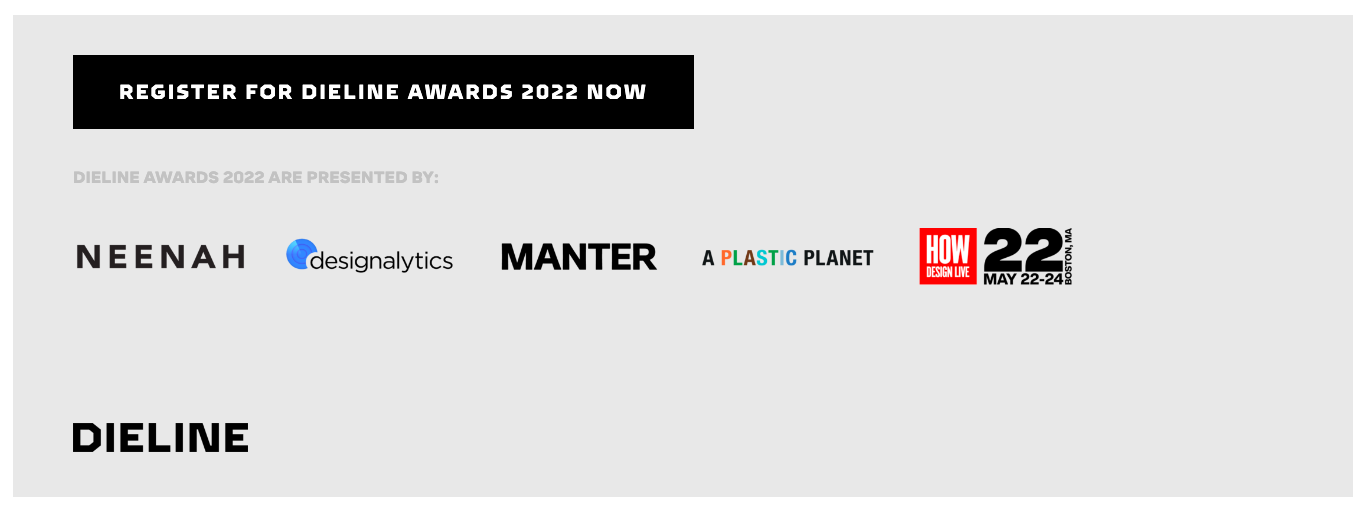 REGISTER FOR DIELINE AWARDS 2022 NOW
DIELINE AWARDS 2022 ARE PRESENTED BY:
NEENAH
designalytics
MANTER
A PLASTIC PLANET
HOW
DESIGN LIVE
22
MAY 22-24
BOSTON, MA
DIELINE